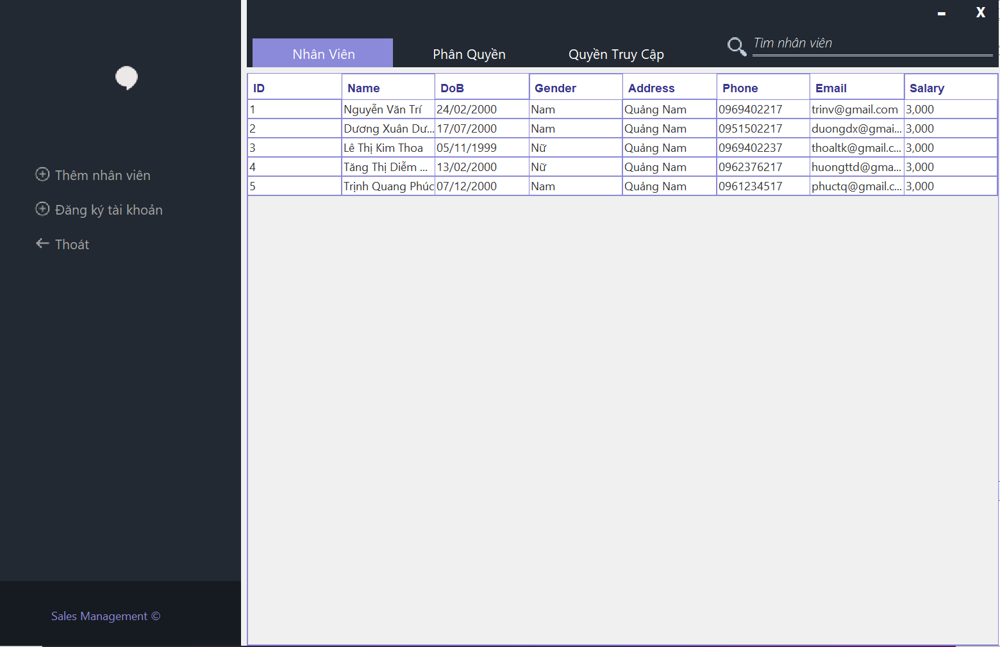 - X
Nhân Viên Phân Quyền Quyền Truy Cập Tìm nhân viên
ID Name DoB Gender Address Phone Email Salary
1 Nguyễn Văn Trí 24/02/2000 Nam Quảng Nam 0969402217 trinv@gmail.com 3,000
2 Dương Xuân Dư... 17/07/2000 Nam Quảng Nam 0951502217 duongdx@gmai... 3,000
3 Lê Thị Kim Thoa 05/11/1999 Nữ Quảng Nam 0969402237 thoaltk@gmail.c... 3,000
4 Tăng Thị Diễm ... 13/02/2000 Nữ Quảng Nam 0962376217 huongttd@gma... 3,000
5 Trịnh Quang Phúc 07/12/2000 Nam Quảng Nam 0961234517 phuctq@gmail.c... 3,000
Thêm nhân viên
Đăng ký tài khoản
Thoát
Sales Management ©